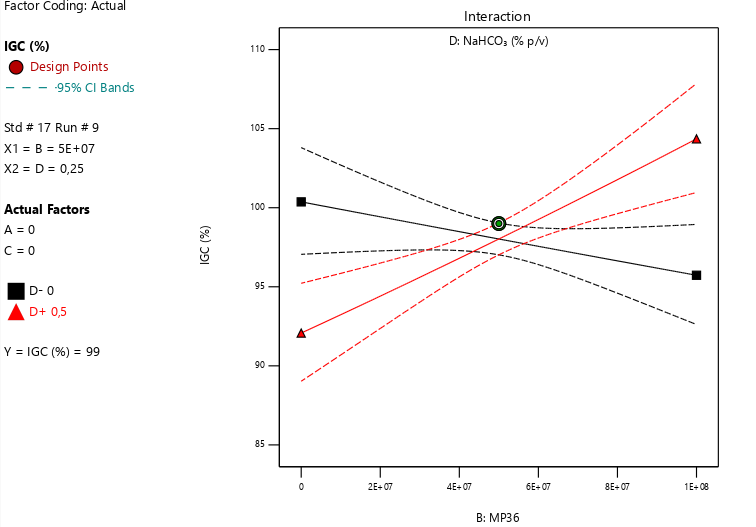 Factor Coding: Actual
IGC (%)
Design Points
95% CI Bands
Std # 17 Run # 9
X1 = B = 5E+07
X2 = D = 0,25
Actual Factors
A = 0
C = 0
D- 0
D+ 0,5
Y = IGC (%) = 99
Interaction
D: NaHCO₃ (% p/v)
IGC (%)
110
105
100
95
90
85
0
2E+07
4E+07
6E+07
8E+07
1E+08
B: MP36